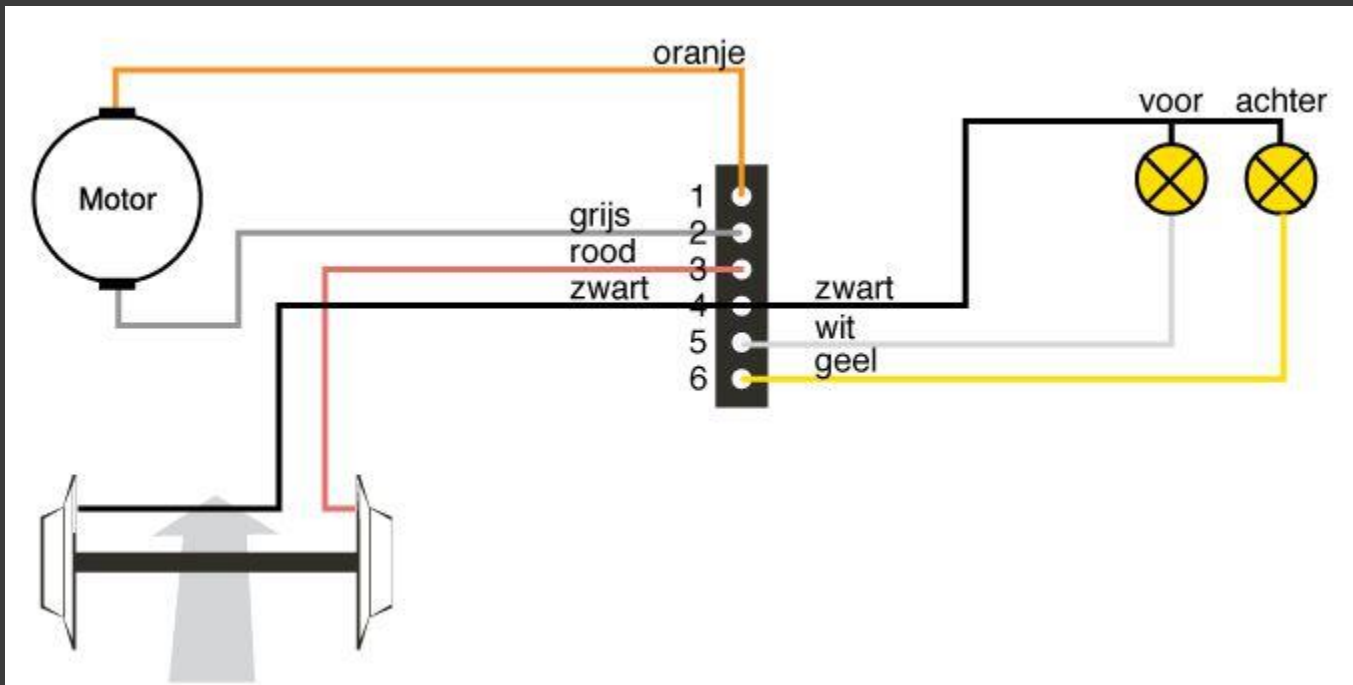 oranje
voor achter
Motor
1
grijs 2
rood 3
zwart 4 zwart
5 wit
6 geel